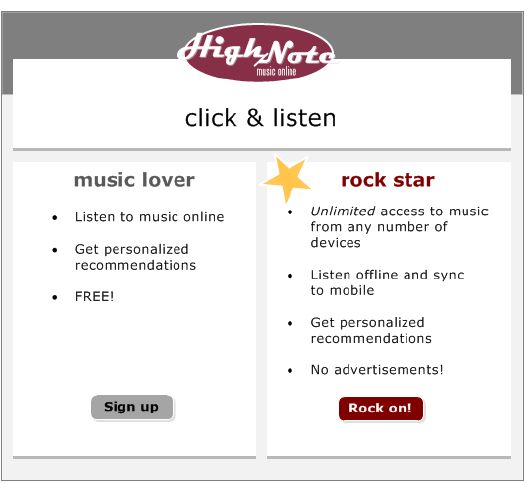 HighNote
music online
click & listen
music lover
• Listen to music online
• Get personalized
recommendations
• FREE!
Sign up
rock star
• Unlimited access to music
from any number of
devices
• Listen offline and sync
to mobile
• Get personalized
recommendations
• No advertisements!
Rock on!